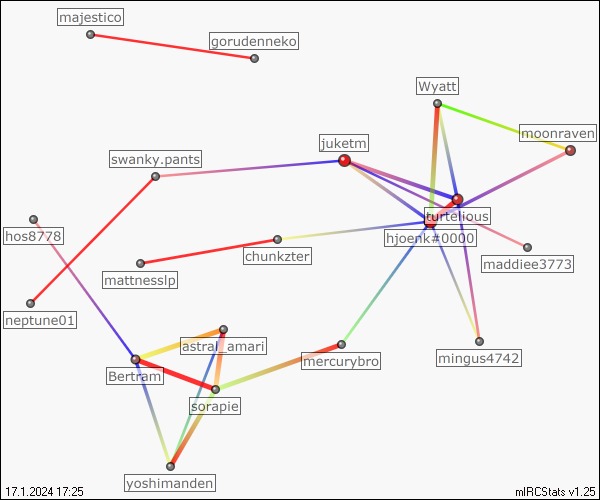 majestico
gorudenneko
Wyatt
moonraven
juketm
swanky.pants
turtelious
hos8778
hjoenk#0000
chunkzter
maddiee3773
mattnesslp
neptune01
astral_amari
mercurybro
mingus4742
Bertram
sorapie
yoshimanden
17.1.2024 17:25
mIRCStats v1.25